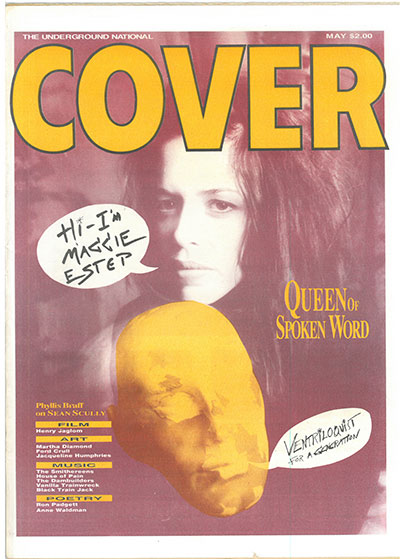 THE UNDERGROUND NATIONAL
MAY $2.00
COVER
Hi-I'm
MAGGIE
ESTEP
QUEEN OF
SPOKEN WORD
Phyllis Braff
on SEAN SCULLY
FILM
Henry Jaglom
ART
Martha Diamond
Ford Crull
Jacqueline Humphries
MUSIC
The Smithereens
House of Pain
The Dambuilders
Vanilla Trainwreck
Black Train Jack
POETRY
Ron Padgett
Anne Waldman
VENTRILOQUIST
FOR A GENERATION